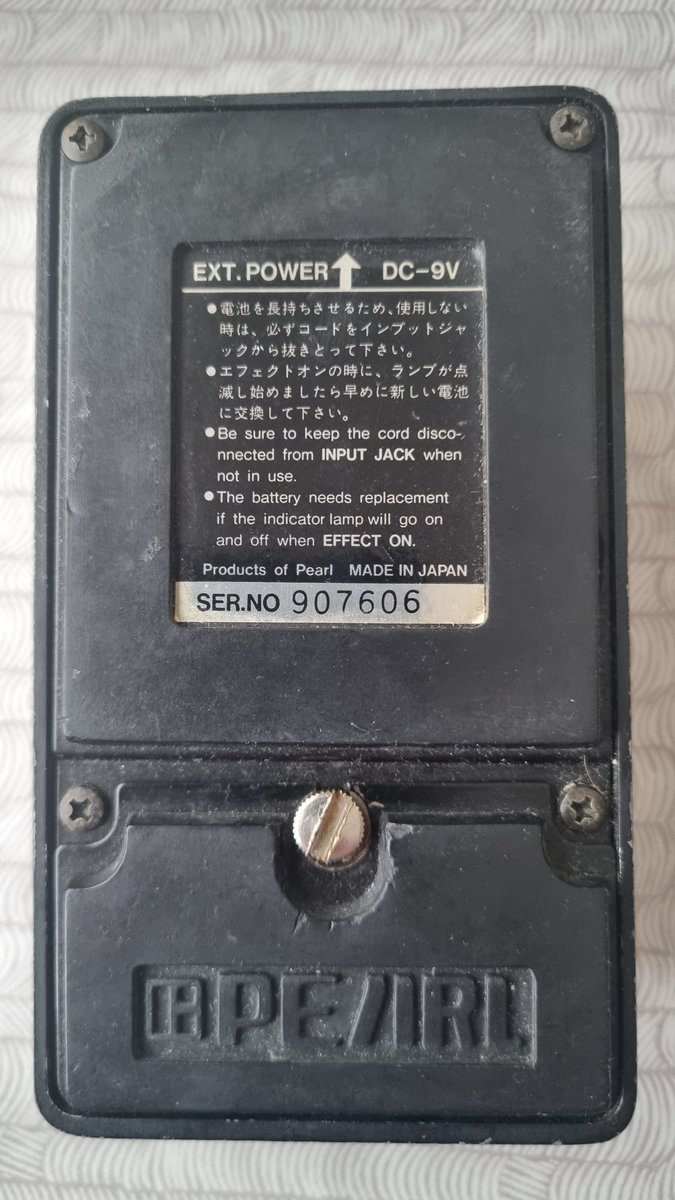 EXT. POWER DC-9V
●電池を長持ちさせるため、使用しない
時は、必ずコードをインプットジャ
ックから抜きとって下さい。
●エフェクトオンの時に、ランプが点
滅し始めましたら早めに新しい電池
に交換して下さい。
●Be sure to keep the cord disco-
nnected from INPUT JACK when
not in use.
●The battery needs replacement
if the indicator lamp will go on
and off when EFFECT ON.
Products of Pearl MADE IN JAPAN
SER.NO 907606
PEARL